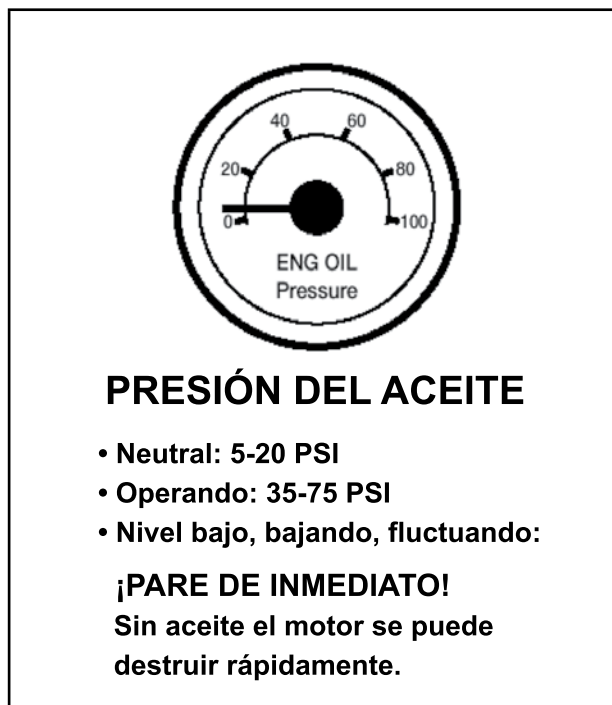 40 60
20 80
0 100
ENG OIL
Pressure
PRESIÓN DEL ACEITE
• Neutral: 5-20 PSI
• Operando: 35-75 PSI
• Nivel bajo, bajando, fluctuando:
¡PARE DE INMEDIATO!
Sin aceite el motor se puede
destruir rápidamente.